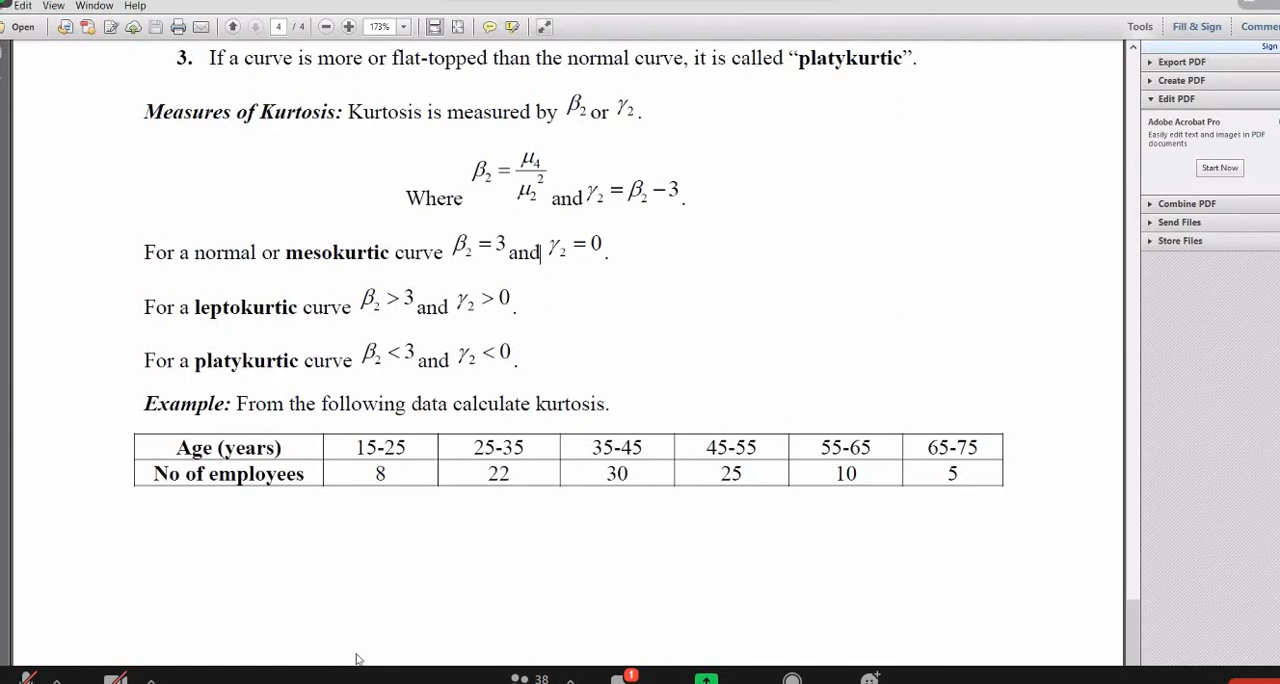 Edit View Window Help
Open 4 / 4 173% Tools Fill & Sign
3. If a curve is more or flat-topped than the normal curve, it is called “platykurtic”.
Measures of Kurtosis: Kurtosis is measured by β₂ or γ₂.
Where β₂ = μ₄/μ₂² and γ₂ = β₂ − 3.
For a normal or mesokurtic curve β₂ = 3 and γ₂ = 0.
For a leptokurtic curve β₂ > 3 and γ₂ > 0.
For a platykurtic curve β₂ < 3 and γ₂ < 0.
Example: From the following data calculate kurtosis.
Age (years) 15-25 25-35 35-45 45-55 55-65 65-75
No of employees 8 22 30 25 10 5
Sign
Export PDF
Create PDF
Edit PDF
Adobe Acrobat Pro
Easily edit text and images in PDF
documents
Start Now
Combine PDF
Send Files
Store Files
38 1